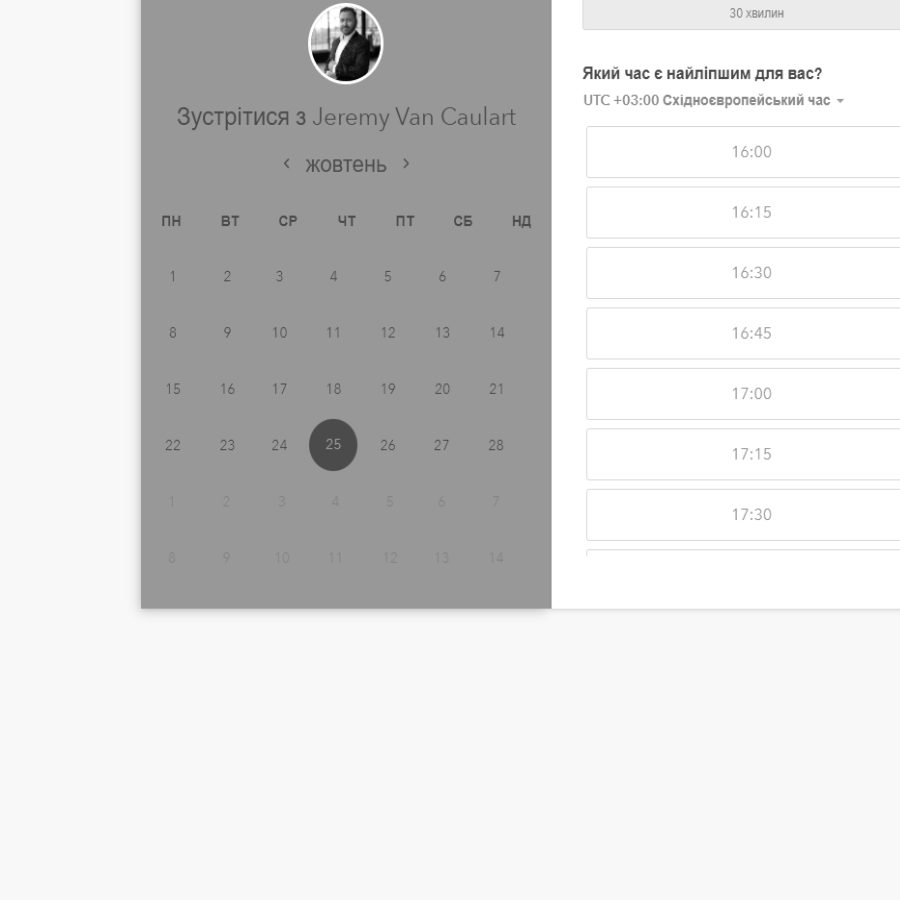 Зустрітися з Jeremy Van Caulart
‹ жовтень ›
ПН ВТ СР ЧТ ПТ СБ НД
1 2 3 4 5 6 7
8 9 10 11 12 13 14
15 16 17 18 19 20 21
22 23 24 25 26 27 28
1 2 3 4 5 6 7
8 9 10 11 12 13 14
30 хвилин
Який час є найліпшим для вас?
UTC +03:00 Східноєвропейський час
16:00
16:15
16:30
16:45
17:00
17:15
17:30